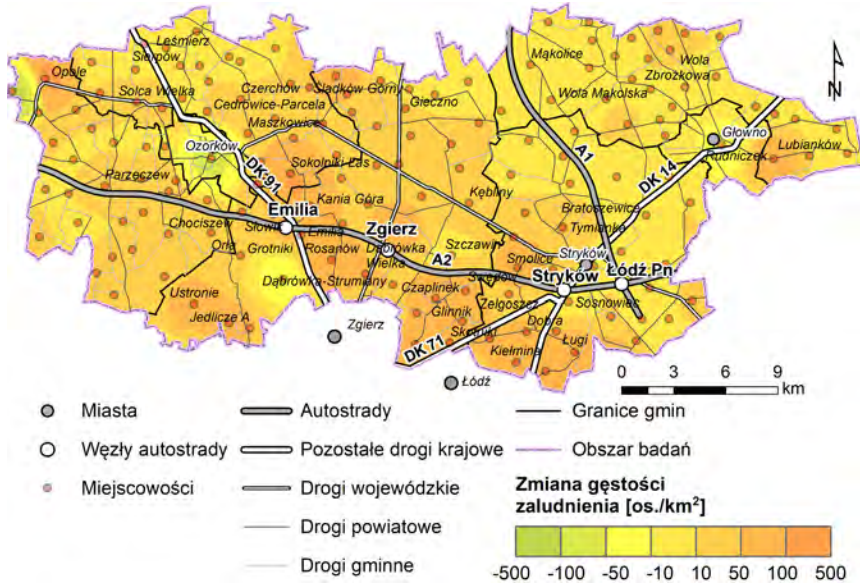 Leśmierz
Sierpów
Opole
Solca Wielka
Czerchów
Śladków Górny
Cedrowice-Parcela
Maszkowice
Gieczno
Mąkolice
Wola
Zbrożkowa
Wola Mąkolska
Głowno
Rudniczek
Lubianków
Ozorków
DK 91
Sokolniki-Las
Parzęczew
Kania Góra
Kębliny
A1
DK 14
Bratoszewice
Tymianka
Chociszew
Emilia
Zgierz
Słowik
Emilia
Orła
Grotniki
Rosanów
Dąbrówka
Wielka
Szczawin
A2
Smolice
Stryków
Swędów
Stryków
Łódź Pn
Dąbrówka-Strumiany
Czaplinek
Zelgoszcz
Sosnowiec
Ustronie
Jedlicze A
Glinnik
Skotniki
Dobra
Zgierz
DK 71
Kiełmina
Ługi
Łódź
N
0 3 6 9
km
Miasta
Węzły autostrady
Miejscowości
Autostrady
Pozostałe drogi krajowe
Drogi wojewódzkie
Drogi powiatowe
Drogi gminne
Granice gmin
Obszar badań
Zmiana gęstości
zaludnienia [os./km²]
-500 -100 -50 -10 10 50 100 500